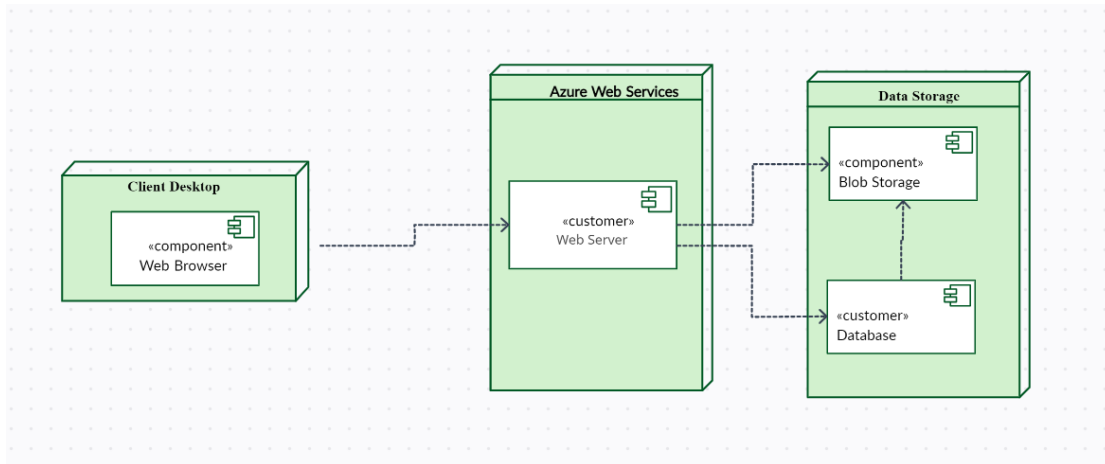 Client Desktop
«component»
Web Browser
Azure Web Services
«customer»
Web Server
Data Storage
«component»
Blob Storage
«customer»
Database